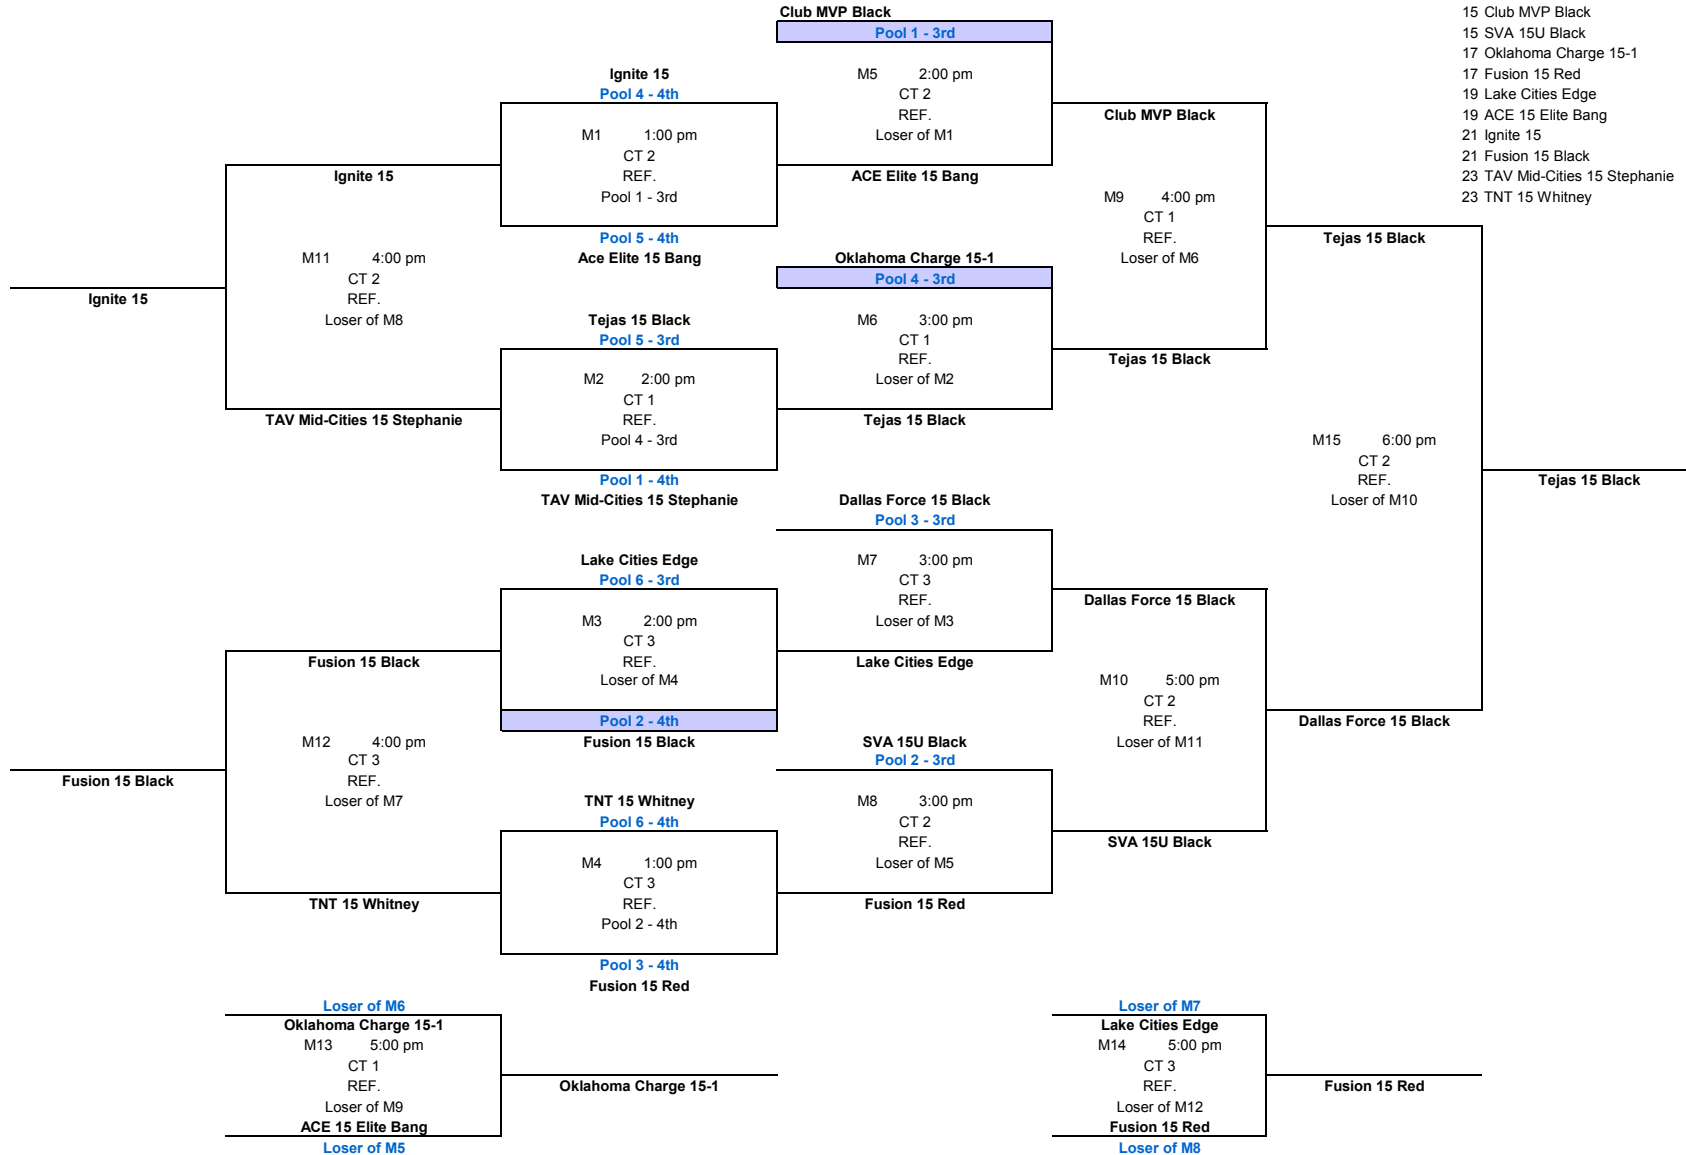 Club MVP Black
Pool 1 - 3rd
15 Club MVP Black
15 SVA 15U Black
17 Oklahoma Charge 15-1
17 Fusion 15 Red
19 Lake Cities Edge
19 ACE 15 Elite Bang
21 Ignite 15
21 Fusion 15 Black
23 TAV Mid-Cities 15 Stephanie
23 TNT 15 Whitney
Ignite 15
Pool 4 - 4th
M5 2:00 pm
CT 2
REF.
Loser of M1
Club MVP Black
M1 1:00 pm
CT 2
REF.
Pool 1 - 3rd
Ignite 15
ACE Elite 15 Bang
M9 4:00 pm
CT 1
REF.
Loser of M6
Pool 5 - 4th
Ace Elite 15 Bang
Tejas 15 Black
M11 4:00 pm
CT 2
REF.
Loser of M8
Oklahoma Charge 15-1
Pool 4 - 3rd
Ignite 15
Tejas 15 Black
Pool 5 - 3rd
M6 3:00 pm
CT 1
REF.
Loser of M2
Tejas 15 Black
M2 2:00 pm
CT 1
REF.
Pool 4 - 3rd
TAV Mid-Cities 15 Stephanie
Tejas 15 Black
M15 6:00 pm
CT 2
REF.
Loser of M10
Tejas 15 Black
Pool 1 - 4th
TAV Mid-Cities 15 Stephanie
Dallas Force 15 Black
Pool 3 - 3rd
Lake Cities Edge
Pool 6 - 3rd
M7 3:00 pm
CT 3
REF.
Loser of M3
Dallas Force 15 Black
M3 2:00 pm
CT 3
REF.
Loser of M4
Fusion 15 Black
Lake Cities Edge
M10 5:00 pm
CT 2
REF.
Loser of M11
Pool 2 - 4th
Fusion 15 Black
Dallas Force 15 Black
M12 4:00 pm
CT 3
REF.
Loser of M7
SVA 15U Black
Pool 2 - 3rd
Fusion 15 Black
TNT 15 Whitney
Pool 6 - 4th
M8 3:00 pm
CT 2
REF.
Loser of M5
SVA 15U Black
M4 1:00 pm
CT 3
REF.
Pool 2 - 4th
TNT 15 Whitney
Fusion 15 Red
Pool 3 - 4th
Fusion 15 Red
Loser of M6
Oklahoma Charge 15-1
M13 5:00 pm
CT 1
REF.
Loser of M9
ACE 15 Elite Bang
Loser of M5
Oklahoma Charge 15-1
Loser of M7
Lake Cities Edge
M14 5:00 pm
CT 3
REF.
Loser of M12
Fusion 15 Red
Loser of M8
Fusion 15 Red